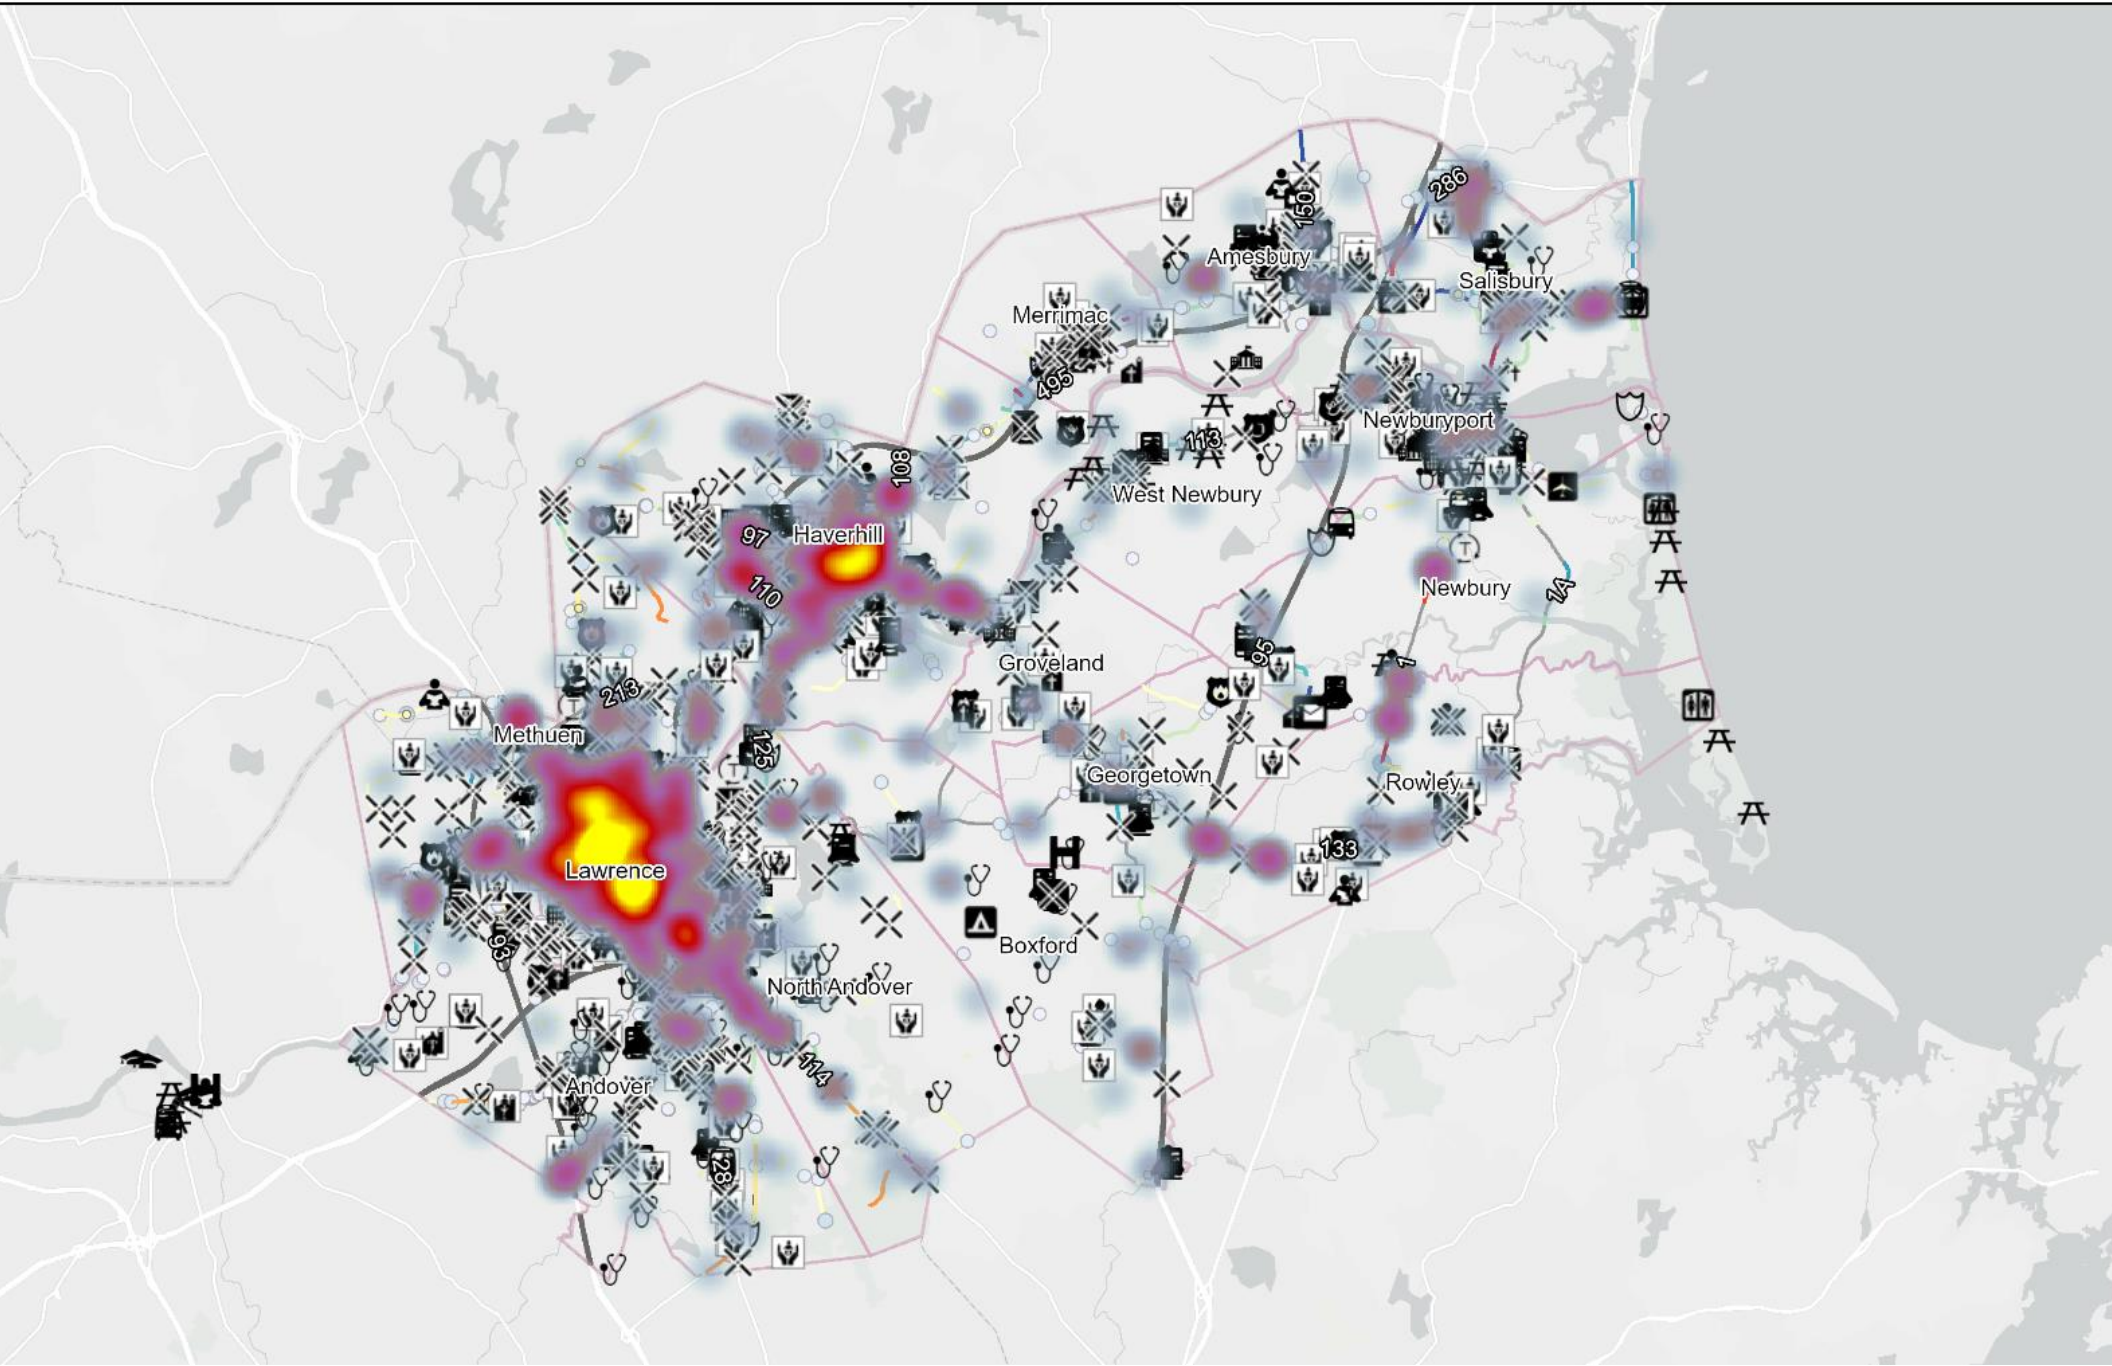 286
150
Amesbury
Salisbury
Merrimac
495
Newburyport
113
108
West Newbury
97
Haverhill
110
T
Newbury
1A
95
Groveland
1
213
Methuen
125
T
Georgetown
Rowley
133
Lawrence
H
93
Boxford
North Andover
114
Andover
H
28